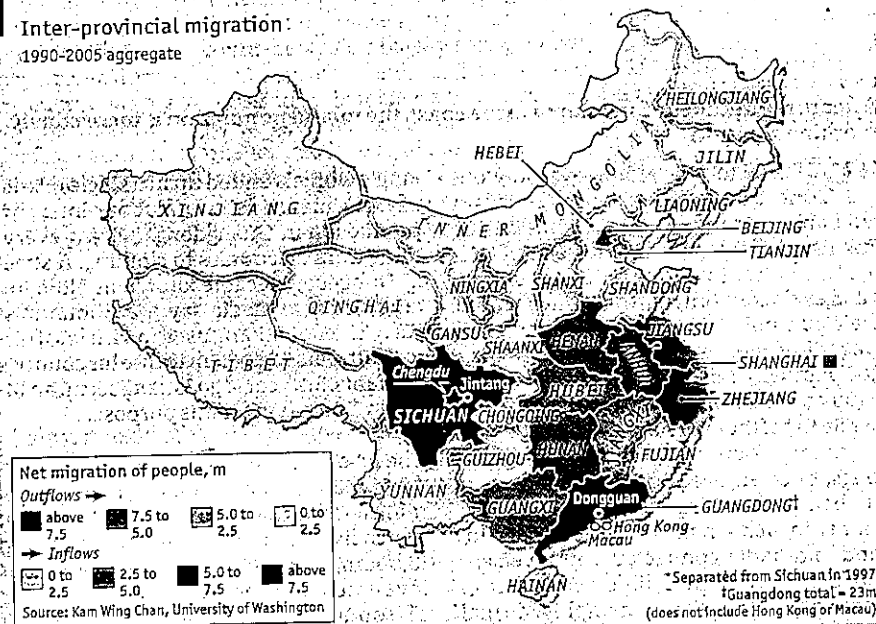 Inter-provincial migration
1990-2005 aggregate
HEILONGJIANG
HEBEI
JILIN
INNER MONGOLIA
LIAONING
XINJIANG
BEIJING
TIANJIN
NINGXIA
SHANXI
SHANDONG
QINGHAI
GANSU
JIANGSU
SHAANXI
HENAN
TIBET
ANHUI
SHANGHAI
Chengdu
Jintang
HUBEI
ZHEJIANG
SICHUAN
CHONGQING
JIANGXI
HUNAN
GUIZHOU
FUJIAN
YUNNAN
GUANGXI
Dongguan
GUANGDONG‡
Hong Kong
Macau
HAINAN
Net migration of people, m
Outflows →
above 7.5
7.5 to 5.0
5.0 to 2.5
0 to 2.5
→ Inflows
0 to 2.5
2.5 to 5.0
5.0 to 7.5
above 7.5
Source: Kam Wing Chan, University of Washington
*Separated from Sichuan in 1997
‡Guangdong total = 23m
(does not include Hong Kong or Macau)